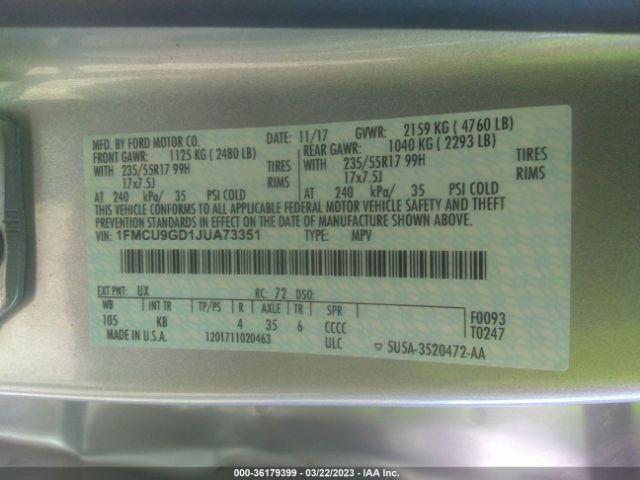 MFD. BY FORD MOTOR CO. DATE: 11/17 GVWR: 2159 KG ( 4760 LB)
FRONT GAWR: 1125 KG ( 2480 LB) REAR GAWR: 1040 KG ( 2293 LB)
WITH 235/55R17 99H TIRES WITH 235/55R17 99H TIRES
17x7.5J RIMS 17x7.5J RIMS
AT 240 kPa/ 35 PSI COLD AT 240 kPa/ 35 PSI COLD
THIS VEHICLE CONFORMS TO ALL APPLICABLE FEDERAL MOTOR VEHICLE SAFETY AND THEFT
PREVENTION STANDARDS IN EFFECT ON THE DATE OF MANUFACTURE SHOWN ABOVE.
VIN: 1FMCU9GD1JUA73351 TYPE: MPV
EXT PNT: UX RC: 72 DSO:
WB INT TR TP/PS R AXLE TR SPR
105 KB 4 35 6 CCCC
F0093
T0247
MADE IN U.S.A. 1201711020463 ULC 5U5A-3520472-AA
000-36179399 - 03/22/2023 - IAA Inc.